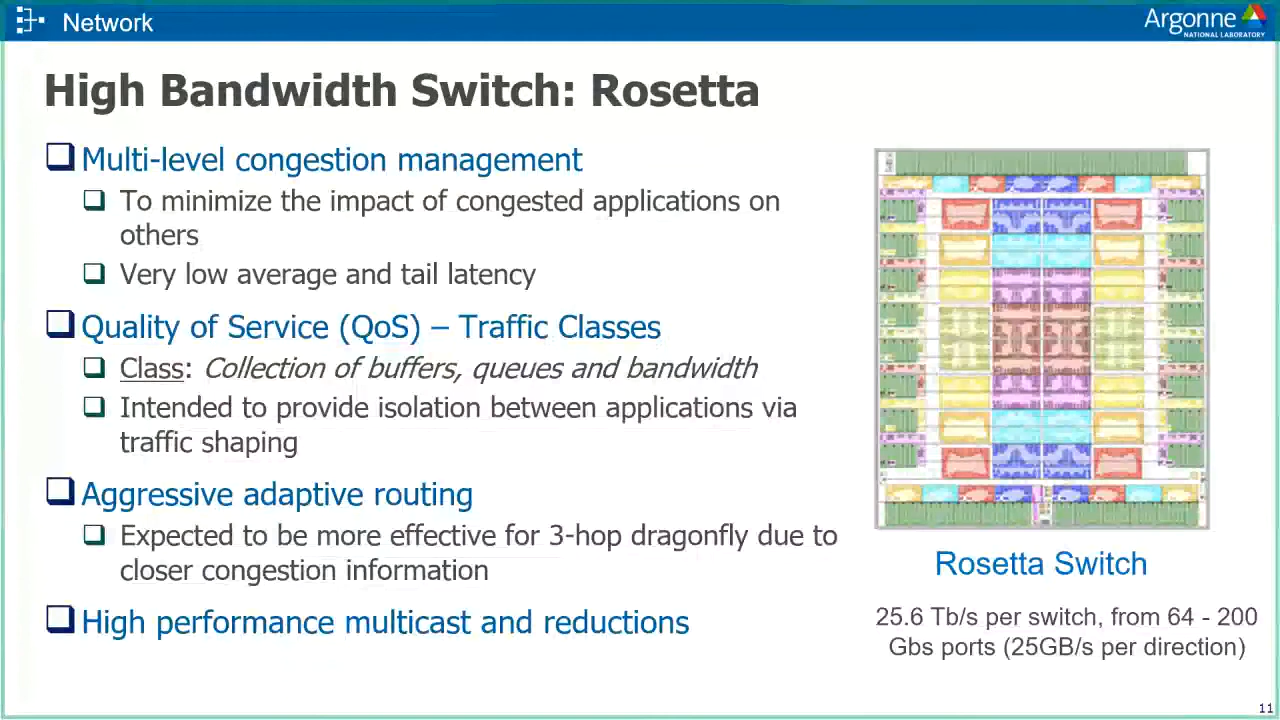 Network
Argonne
NATIONAL LABORATORY
High Bandwidth Switch: Rosetta
Multi-level congestion management
To minimize the impact of congested applications on
others
Very low average and tail latency
Quality of Service (QoS) – Traffic Classes
Class: Collection of buffers, queues and bandwidth
Intended to provide isolation between applications via
traffic shaping
Aggressive adaptive routing
Expected to be more effective for 3-hop dragonfly due to
closer congestion information
High performance multicast and reductions
Rosetta Switch
25.6 Tb/s per switch, from 64 - 200
Gbs ports (25GB/s per direction)
11